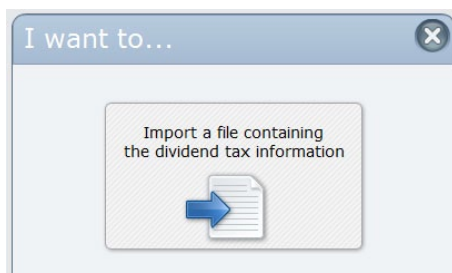 I want to...
Import a file containing
the dividend tax information